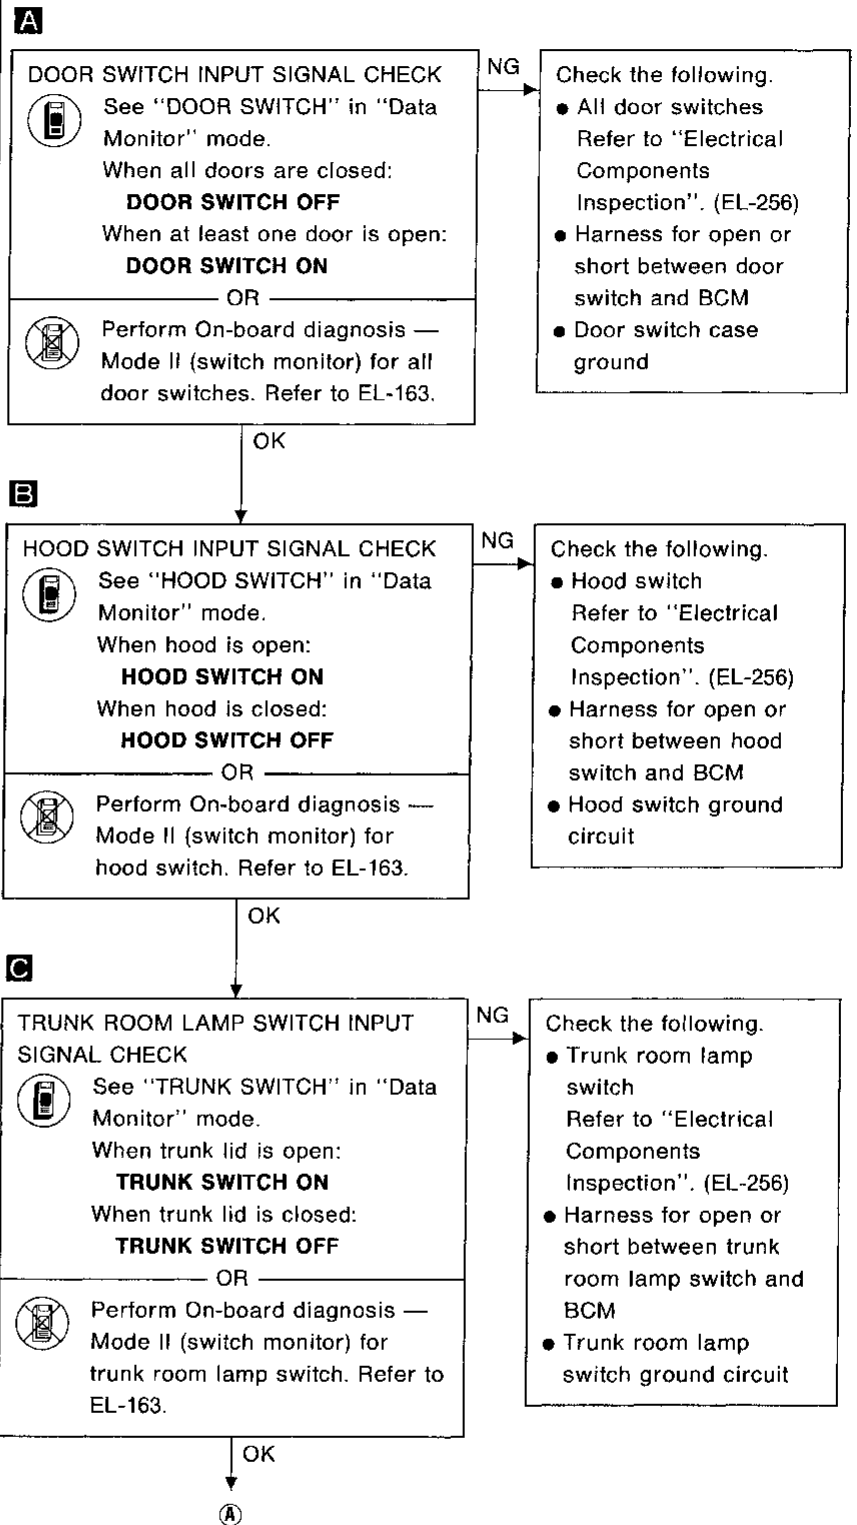 A
DOOR SWITCH INPUT SIGNAL CHECK
See "DOOR SWITCH" in "Data
Monitor" mode.
When all doors are closed:
DOOR SWITCH OFF
When at least one door is open:
DOOR SWITCH ON
OR
Perform On-board diagnosis —
Mode II (switch monitor) for all
door switches. Refer to EL-163.
NG
Check the following.
● All door switches
Refer to "Electrical
Components
Inspection". (EL-256)
● Harness for open or
short between door
switch and BCM
● Door switch case
ground
OK
B
HOOD SWITCH INPUT SIGNAL CHECK
See "HOOD SWITCH" in "Data
Monitor" mode.
When hood is open:
HOOD SWITCH ON
When hood is closed:
HOOD SWITCH OFF
OR
Perform On-board diagnosis —
Mode II (switch monitor) for
hood switch. Refer to EL-163.
NG
Check the following.
● Hood switch
Refer to "Electrical
Components
Inspection". (EL-256)
● Harness for open or
short between hood
switch and BCM
● Hood switch ground
circuit
OK
C
TRUNK ROOM LAMP SWITCH INPUT
SIGNAL CHECK
See "TRUNK SWITCH" in "Data
Monitor" mode.
When trunk lid is open:
TRUNK SWITCH ON
When trunk lid is closed:
TRUNK SWITCH OFF
OR
Perform On-board diagnosis —
Mode II (switch monitor) for
trunk room lamp switch. Refer to
EL-163.
NG
Check the following.
● Trunk room lamp
switch
Refer to "Electrical
Components
Inspection". (EL-256)
● Harness for open or
short between trunk
room lamp switch and
BCM
● Trunk room lamp
switch ground circuit
OK
Ⓐ